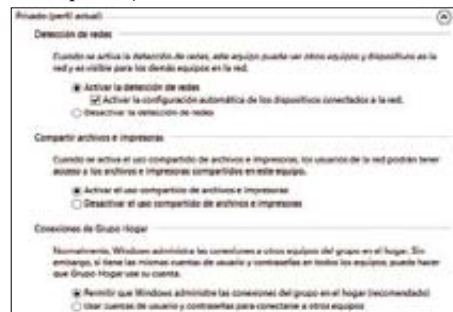 Privado (perfil actual)
Detección de redes
Cuando se activa la detección de redes, este equipo puede ver otros equipos y dispositivos en la
red y es visible para los demás equipos en la red.
Activar la detección de redes
Activar la configuración automática de los dispositivos conectados a la red.
Desactivar la detección de redes
Compartir archivos e impresoras
Cuando se activa el uso compartido de archivos e impresoras, los usuarios de la red podrán tener
acceso a los archivos e impresoras compartidos en este equipo.
Activar el uso compartido de archivos e impresoras
Desactivar el uso compartido de archivos e impresoras
Conexiones de Grupo Hogar
Normalmente, Windows administra las conexiones a otros equipos del grupo en el hogar. Sin
embargo, si tiene las mismas cuentas de usuario y contraseñas en todos los equipos, puede hacer
que Grupo Hogar use su cuenta.
Permitir que Windows administre las conexiones del grupo en el hogar (recomendado)
Usar cuentas de usuario y contraseñas para conectarse a otros equipos